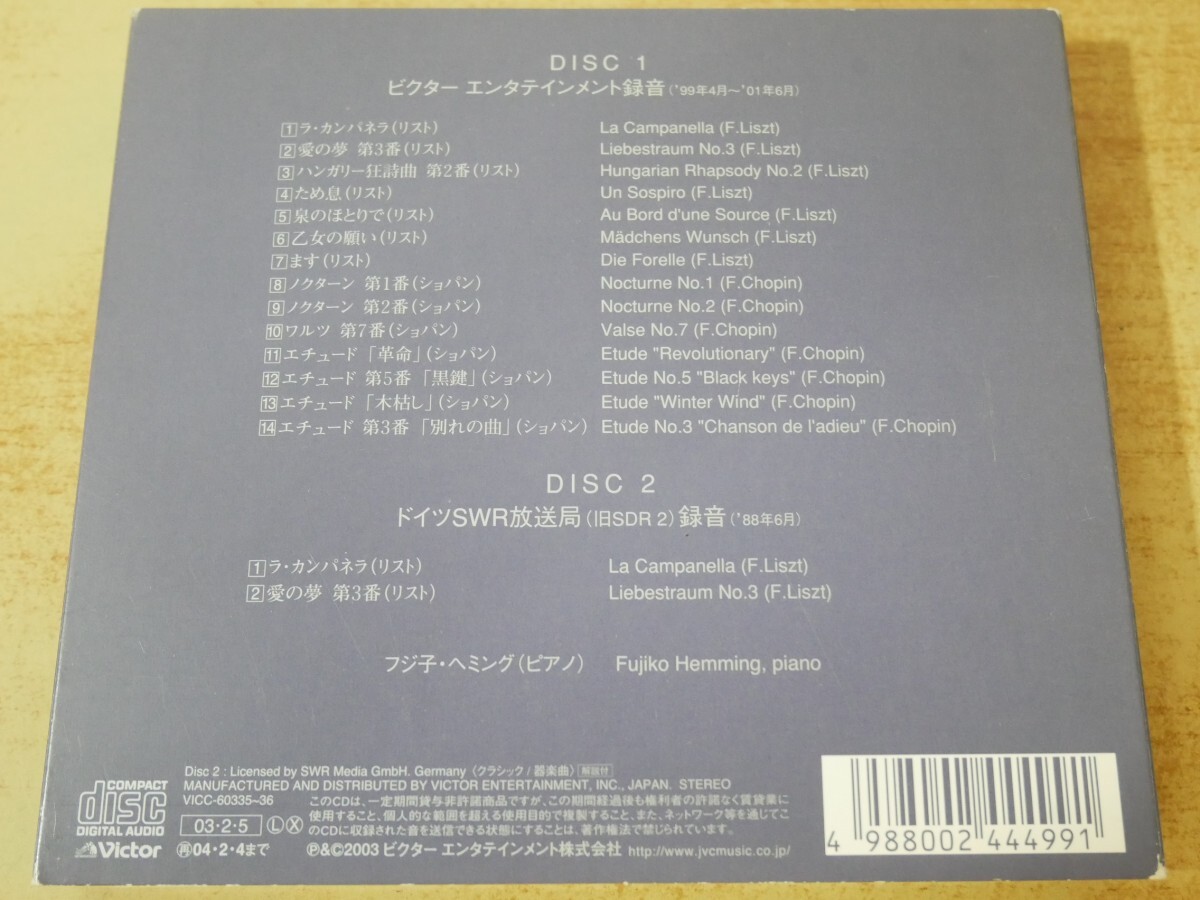 DISC 1
ビクター エンタテインメント録音('99年4月〜'01年6月)
1 ラ・カンパネラ(リスト) La Campanella (F.Liszt)
2 愛の夢 第3番(リスト) Liebestraum No.3 (F.Liszt)
3 ハンガリー狂詩曲 第2番(リスト) Hungarian Rhapsody No.2 (F.Liszt)
4 ため息(リスト) Un Sospiro (F.Liszt)
5 泉のほとりで(リスト) Au Bord d'une Source (F.Liszt)
6 乙女の願い(リスト) Mädchens Wunsch (F.Liszt)
7 ます(リスト) Die Forelle (F.Liszt)
8 ノクターン 第1番(ショパン) Nocturne No.1 (F.Chopin)
9 ノクターン 第2番(ショパン) Nocturne No.2 (F.Chopin)
10 ワルツ 第7番(ショパン) Valse No.7 (F.Chopin)
11 エチュード「革命」(ショパン) Etude "Revolutionary" (F.Chopin)
12 エチュード 第5番「黒鍵」(ショパン) Etude No.5 "Black keys" (F.Chopin)
13 エチュード「木枯し」(ショパン) Etude "Winter Wind" (F.Chopin)
14 エチュード 第3番「別れの曲」(ショパン) Etude No.3 "Chanson de l'adieu" (F.Chopin)
DISC 2
ドイツSWR放送局(旧SDR 2)録音('88年6月)
1 ラ・カンパネラ(リスト) La Campanella (F.Liszt)
2 愛の夢 第3番(リスト) Liebestraum No.3 (F.Liszt)
フジ子・ヘミング(ピアノ) Fujiko Hemming, piano
Disc 2 : Licensed by SWR Media GmbH. Germany 〈クラシック/器楽曲〉解説付
MANUFACTURED AND DISTRIBUTED BY VICTOR ENTERTAINMENT, INC., JAPAN. STEREO
VICC-60335~36 このCDは、一定期間貸与非許諾商品ですが、この期間経過後も権利者の許諾なく賃貸業に
使用すること、個人的な範囲を超える使用目的で複製すること、また、ネットワーク等を通じてこ
のCDに収録された音を送信できる状態にすることは、著作権法で禁じられています。
COMPACT
disc
DIGITAL AUDIO
03・2・5 Ⓛ Ⓧ
Victor
再04・2・4まで ℗&©2003 ビクター エンタテインメント株式会社 http://www.jvcmusic.co.jp/
4 988002 444991